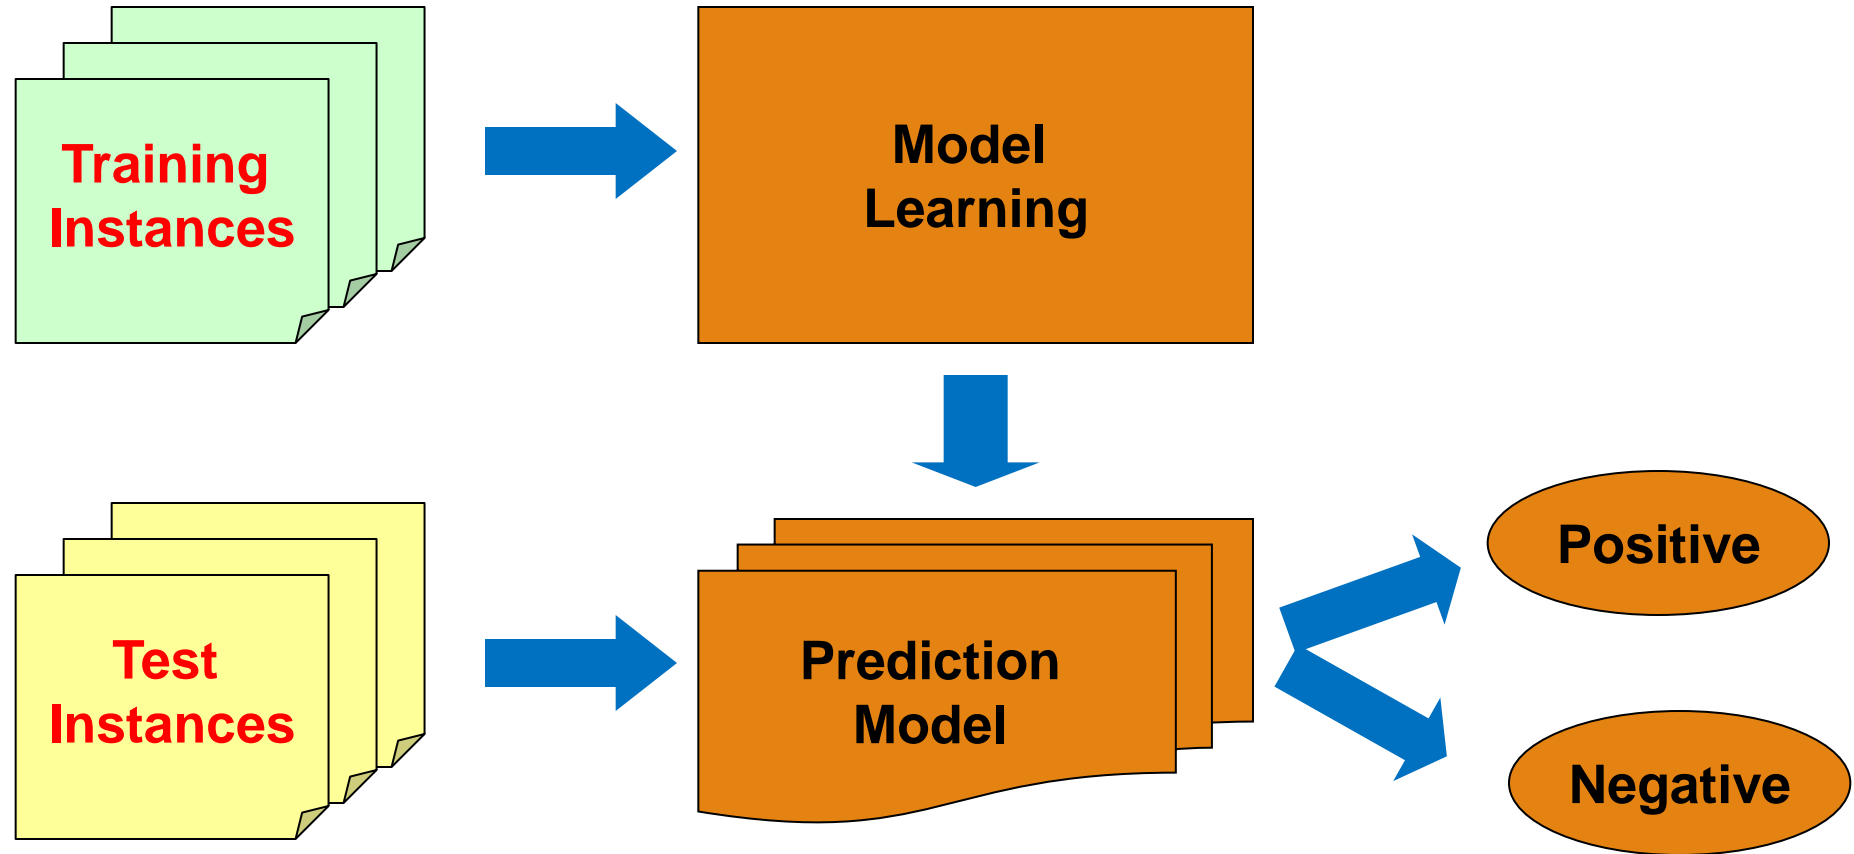 Training
Instances
Model
Learning
Test
Instances
Prediction
Model
Positive
Negative